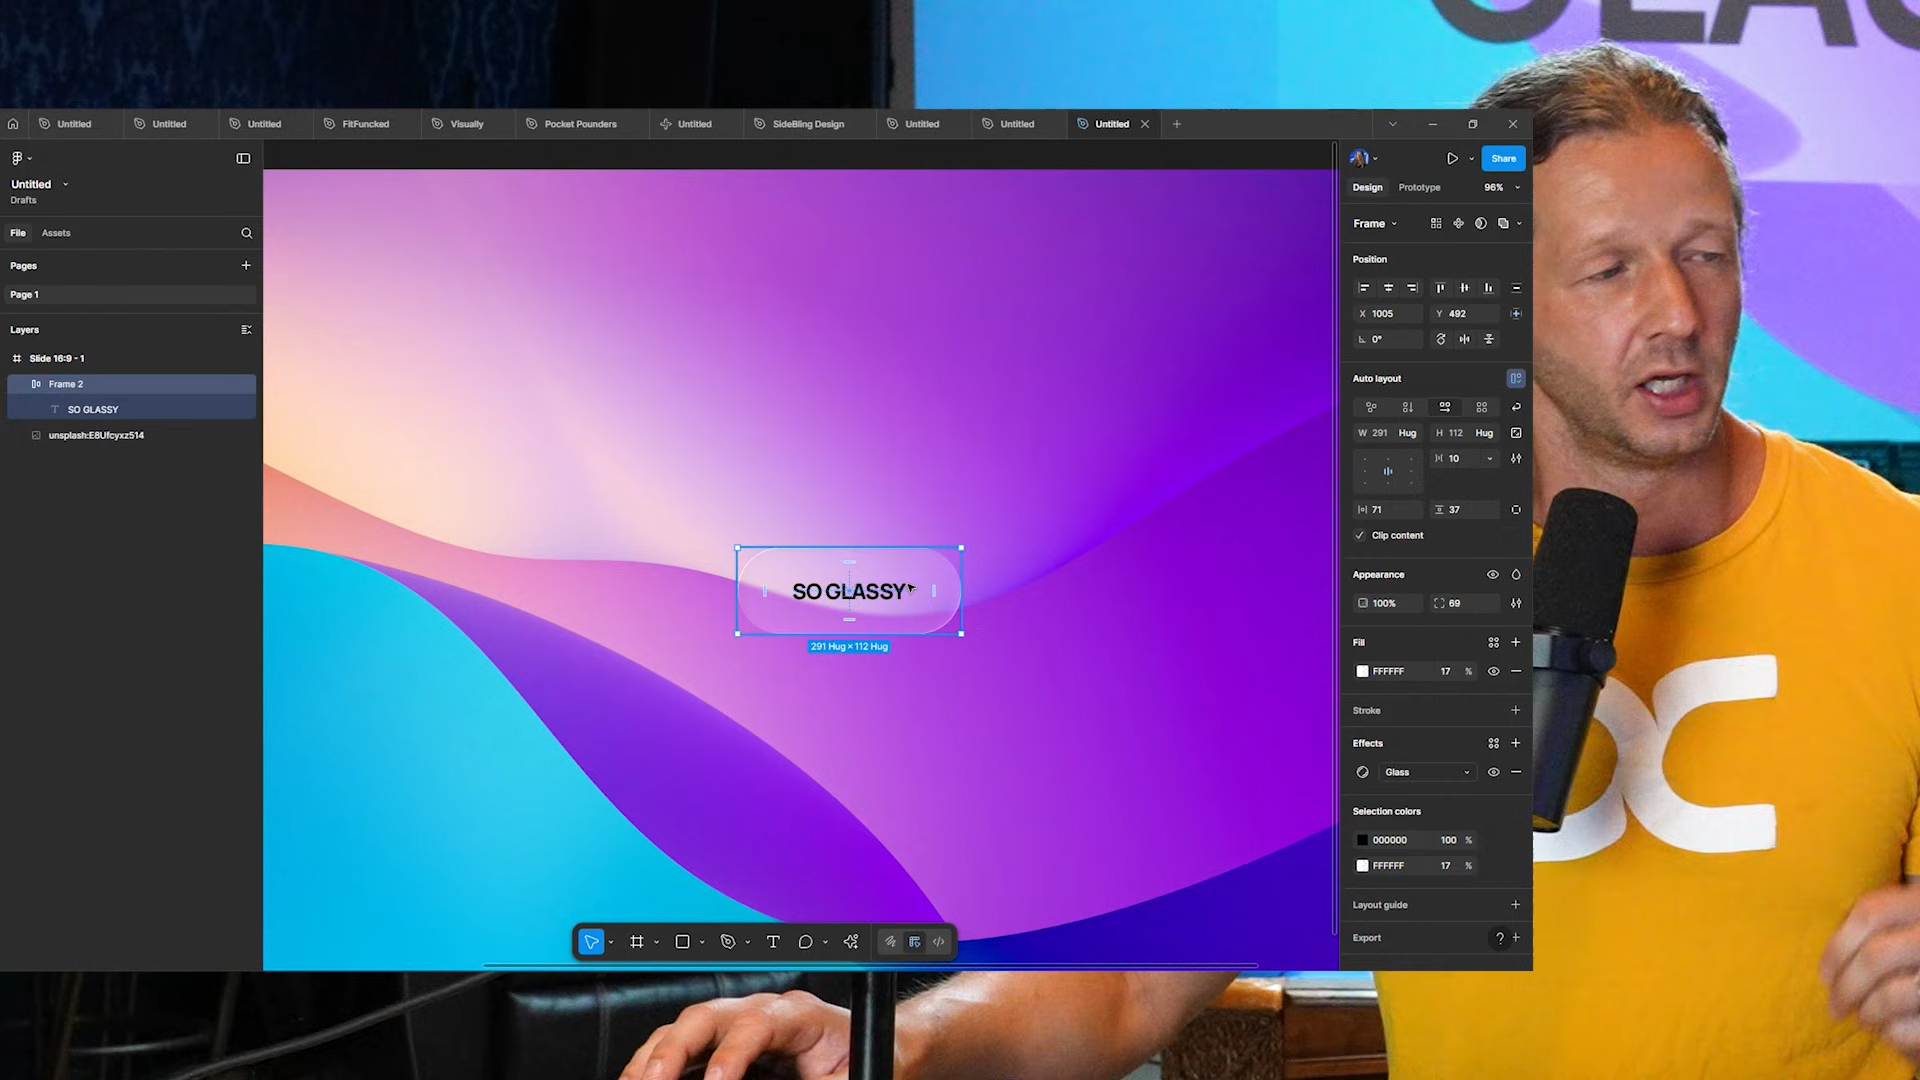 Untitled
Untitled
Untitled
FitFuncked
Visually
Pocket Pounders
Untitled
SideBling Design
Untitled
Untitled
Untitled
Untitled
Drafts
File Assets
Pages
Page 1
Layers
Slide 16:9 - 1
Frame 2
SO GLASSY
unsplash:E8Ufcyxz514
SO GLASSY
291 Hug × 112 Hug
Share
Design Prototype 96%
Frame
Position
X 1005 Y 492
0°
Auto layout
W 291 Hug H 112 Hug
10
71 37
Clip content
Appearance
100% 69
Fill
FFFFFF 17 %
Stroke
Effects
Glass
Selection colors
000000 100 %
FFFFFF 17 %
Layout guide
Export ?